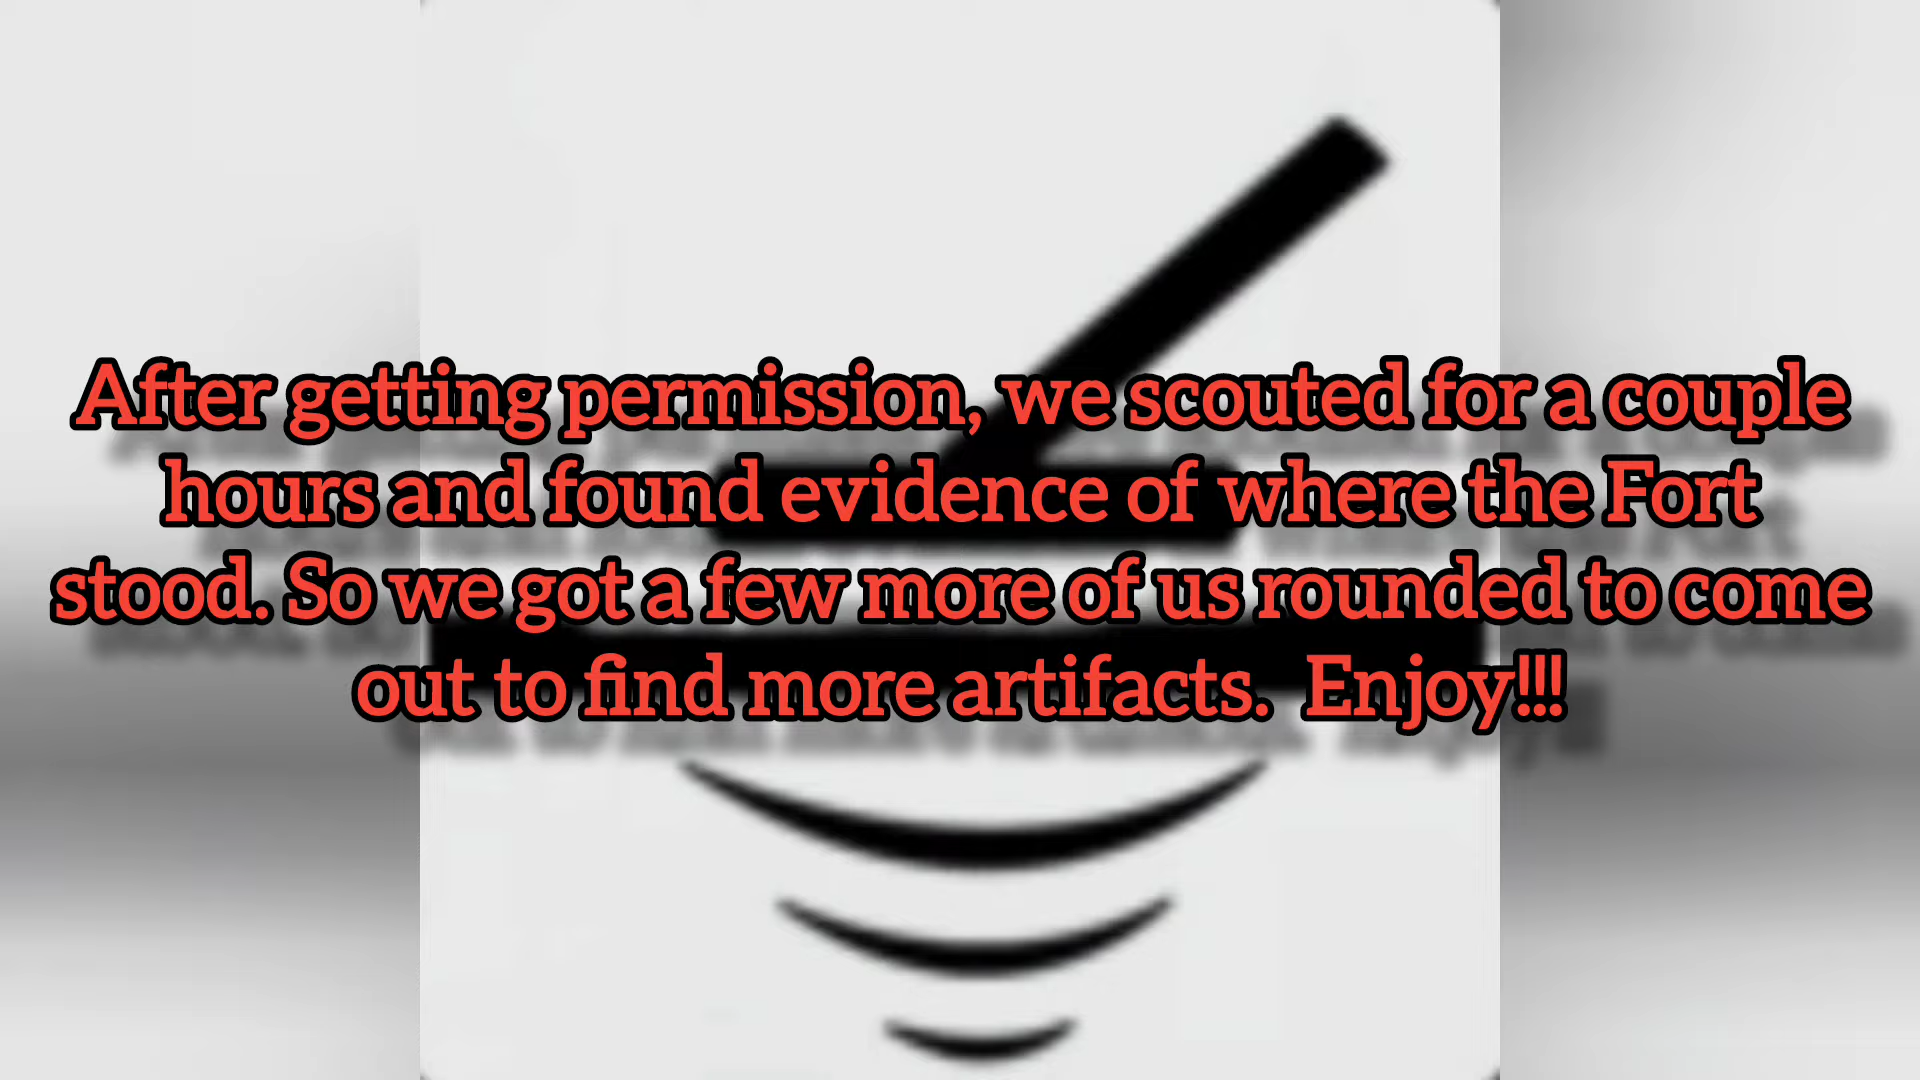 After getting permission, we scouted for a couple
hours and found evidence of where the Fort
stood. So we got a few more of us rounded to come
out to find more artifacts.  Enjoy!!!